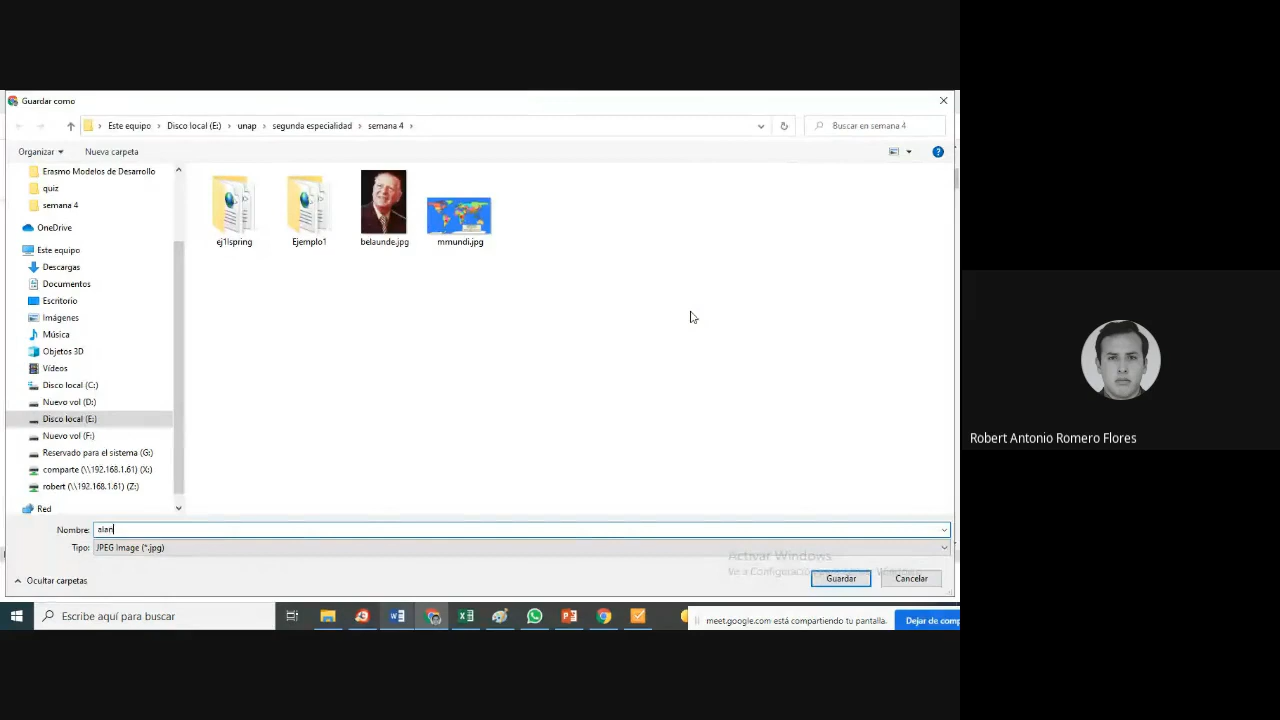 Guardar como
Este equipo > Disco local (E:) > unap > segunda especialidad > semana 4 >
Buscar en semana 4
Organizar
Nueva carpeta
Erasmo Modelos de Desarrollo
quiz
semana 4
OneDrive
Este equipo
Descargas
Documentos
Escritorio
Imágenes
Música
Objetos 3D
Vídeos
Disco local (C:)
Nuevo vol (D:)
Disco local (E:)
Nuevo vol (F:)
Reservado para el sistema (G:)
comparte (\\192.168.1.61) (X:)
robert (\\192.168.1.61) (Z:)
Red
ej1Ispring
Ejemplo1
belaunde.jpg
mmundi.jpg
Robert Antonio Romero Flores
Nombre: alan
Tipo: JPEG Image (*.jpg)
Activar Windows
Ve a Configuración
Ocultar carpetas
Guardar
Cancelar
Escribe aquí para buscar
meet.google.com está compartiendo tu pantalla.
Dejar de comp